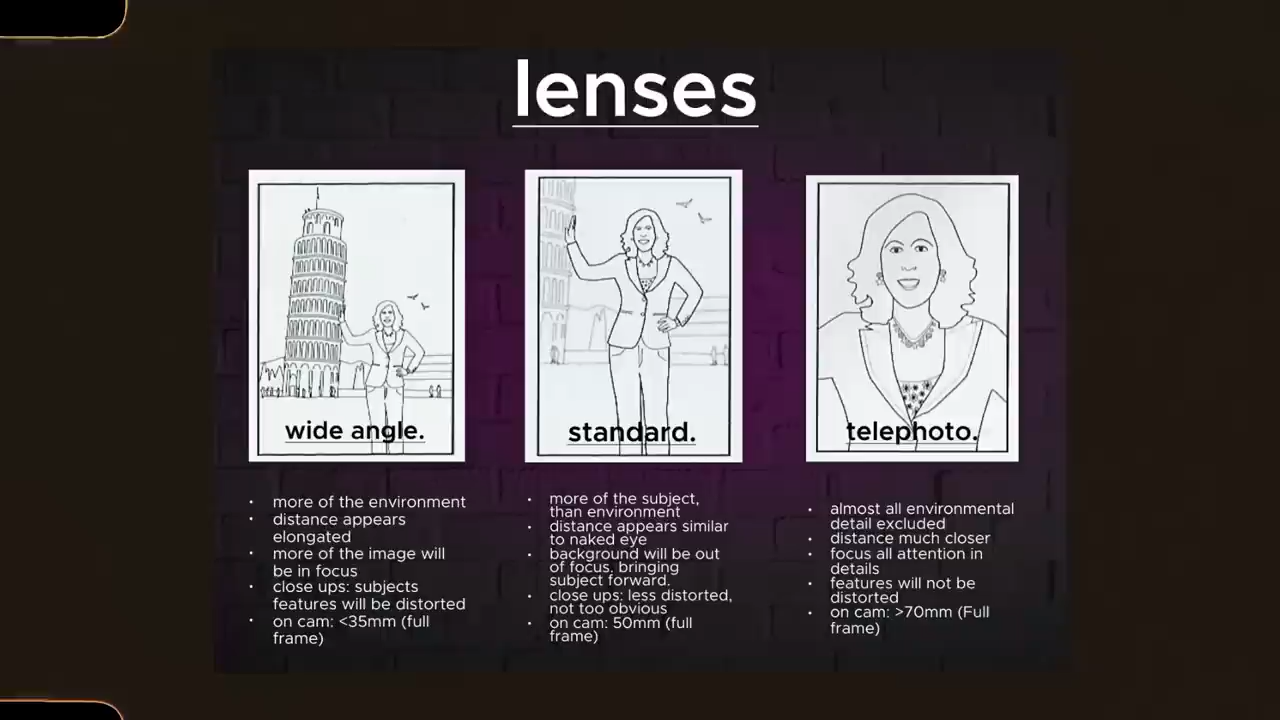 lenses
wide angle.
standard.
telephoto.
• more of the environment
• distance appears
elongated
• more of the image will
be in focus
• close ups: subjects
features will be distorted
• on cam: <35mm (full
frame)
• more of the subject,
than environment
• distance appears similar
to naked eye
• background will be out
of focus. bringing
subject forward.
• close ups: less distorted,
not too obvious
• on cam: 50mm (full
frame)
• almost all environmental
detail excluded
• distance much closer
• focus all attention in
details
• features will not be
distorted
• on cam: >70mm (Full
frame)